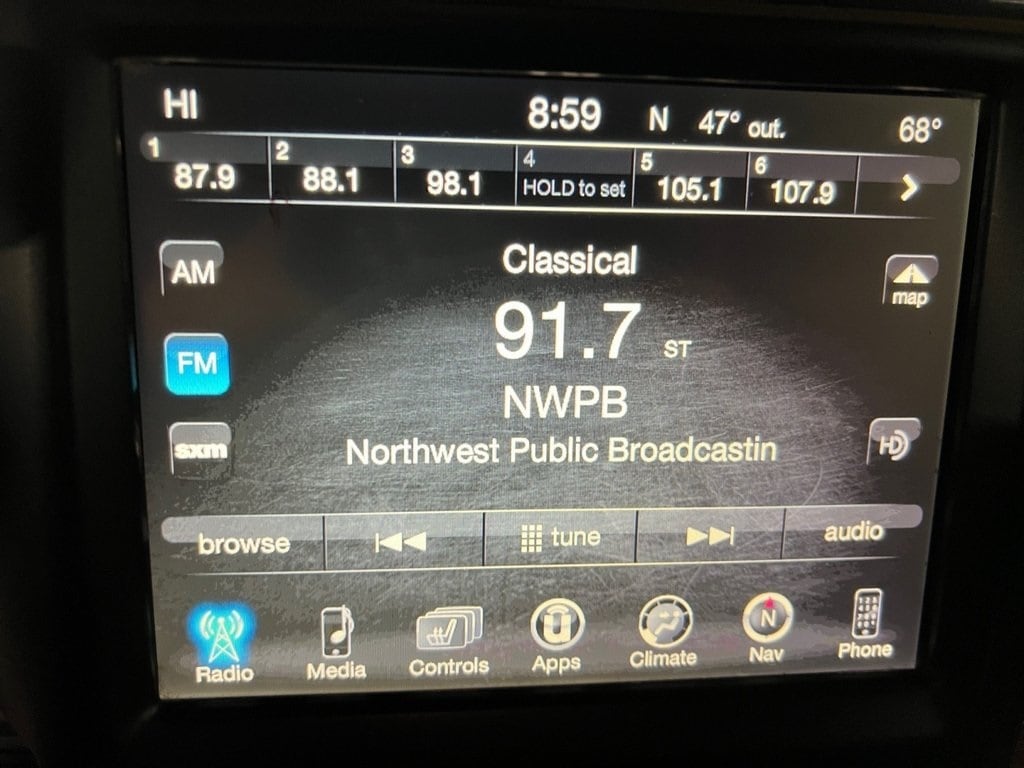 HI 8:59 N 47° out. 68°
1 2 3 4 5 6
87.9 88.1 98.1 HOLD to set 105.1 107.9
Classical
AM
map
91.7 ST
FM
NWPB
sxm
Northwest Public Broadcastin
HD
browse tune audio
N
Radio Media Controls Apps Climate Nav Phone